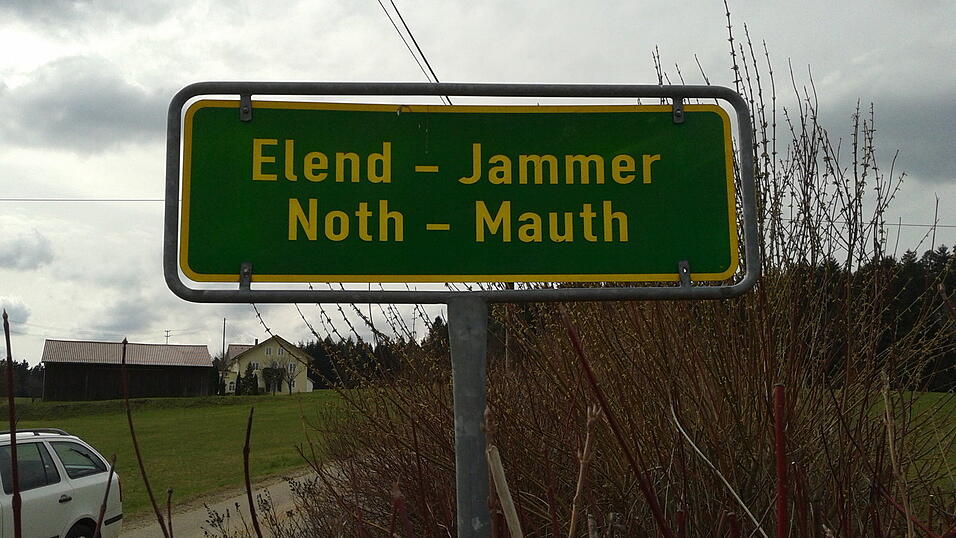 Elend – Jammer
Noth – Mauth